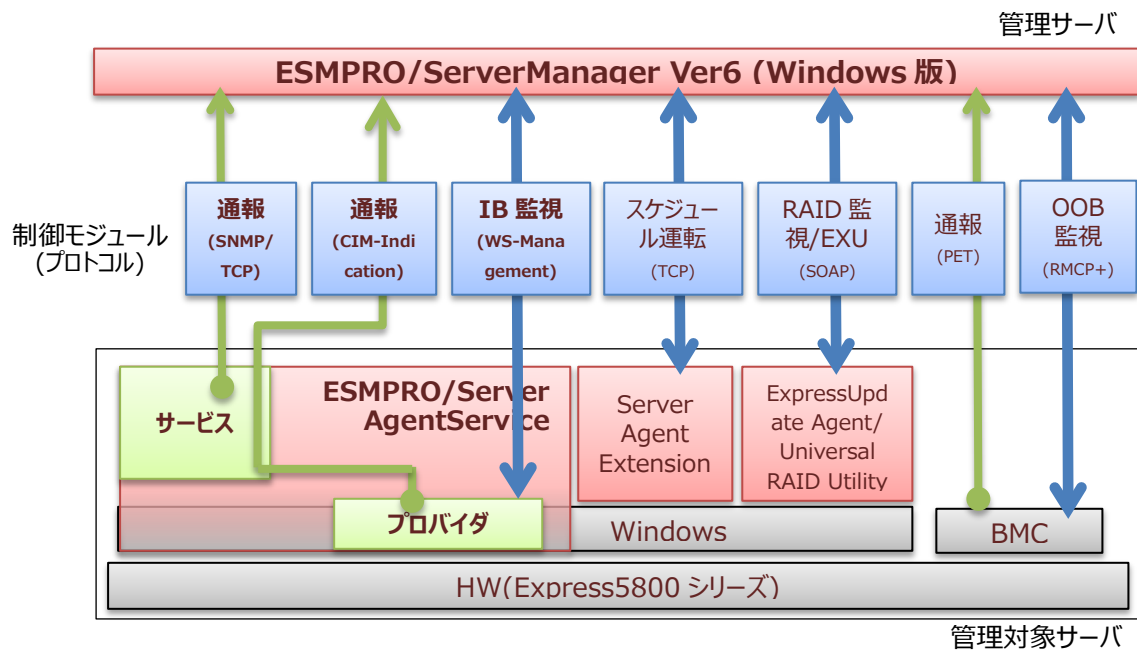 管理サーバ
ESMPRO/ServerManager Ver6 (Windows 版)
制御モジュール
(プロトコル)
通報
(SNMP/
TCP)
通報
(CIM-Indi
cation)
IB 監視
(WS-Mana
gement)
スケジュー
ル運転
(TCP)
RAID 監
視/EXU
(SOAP)
通報
(PET)
OOB
監視
(RMCP+)
サービス
ESMPRO/Server
AgentService
Server
Agent
Extension
ExpressUpd
ate Agent/
Universal
RAID Utility
プロバイダ
Windows
BMC
HW(Express5800 シリーズ)
管理対象サーバ